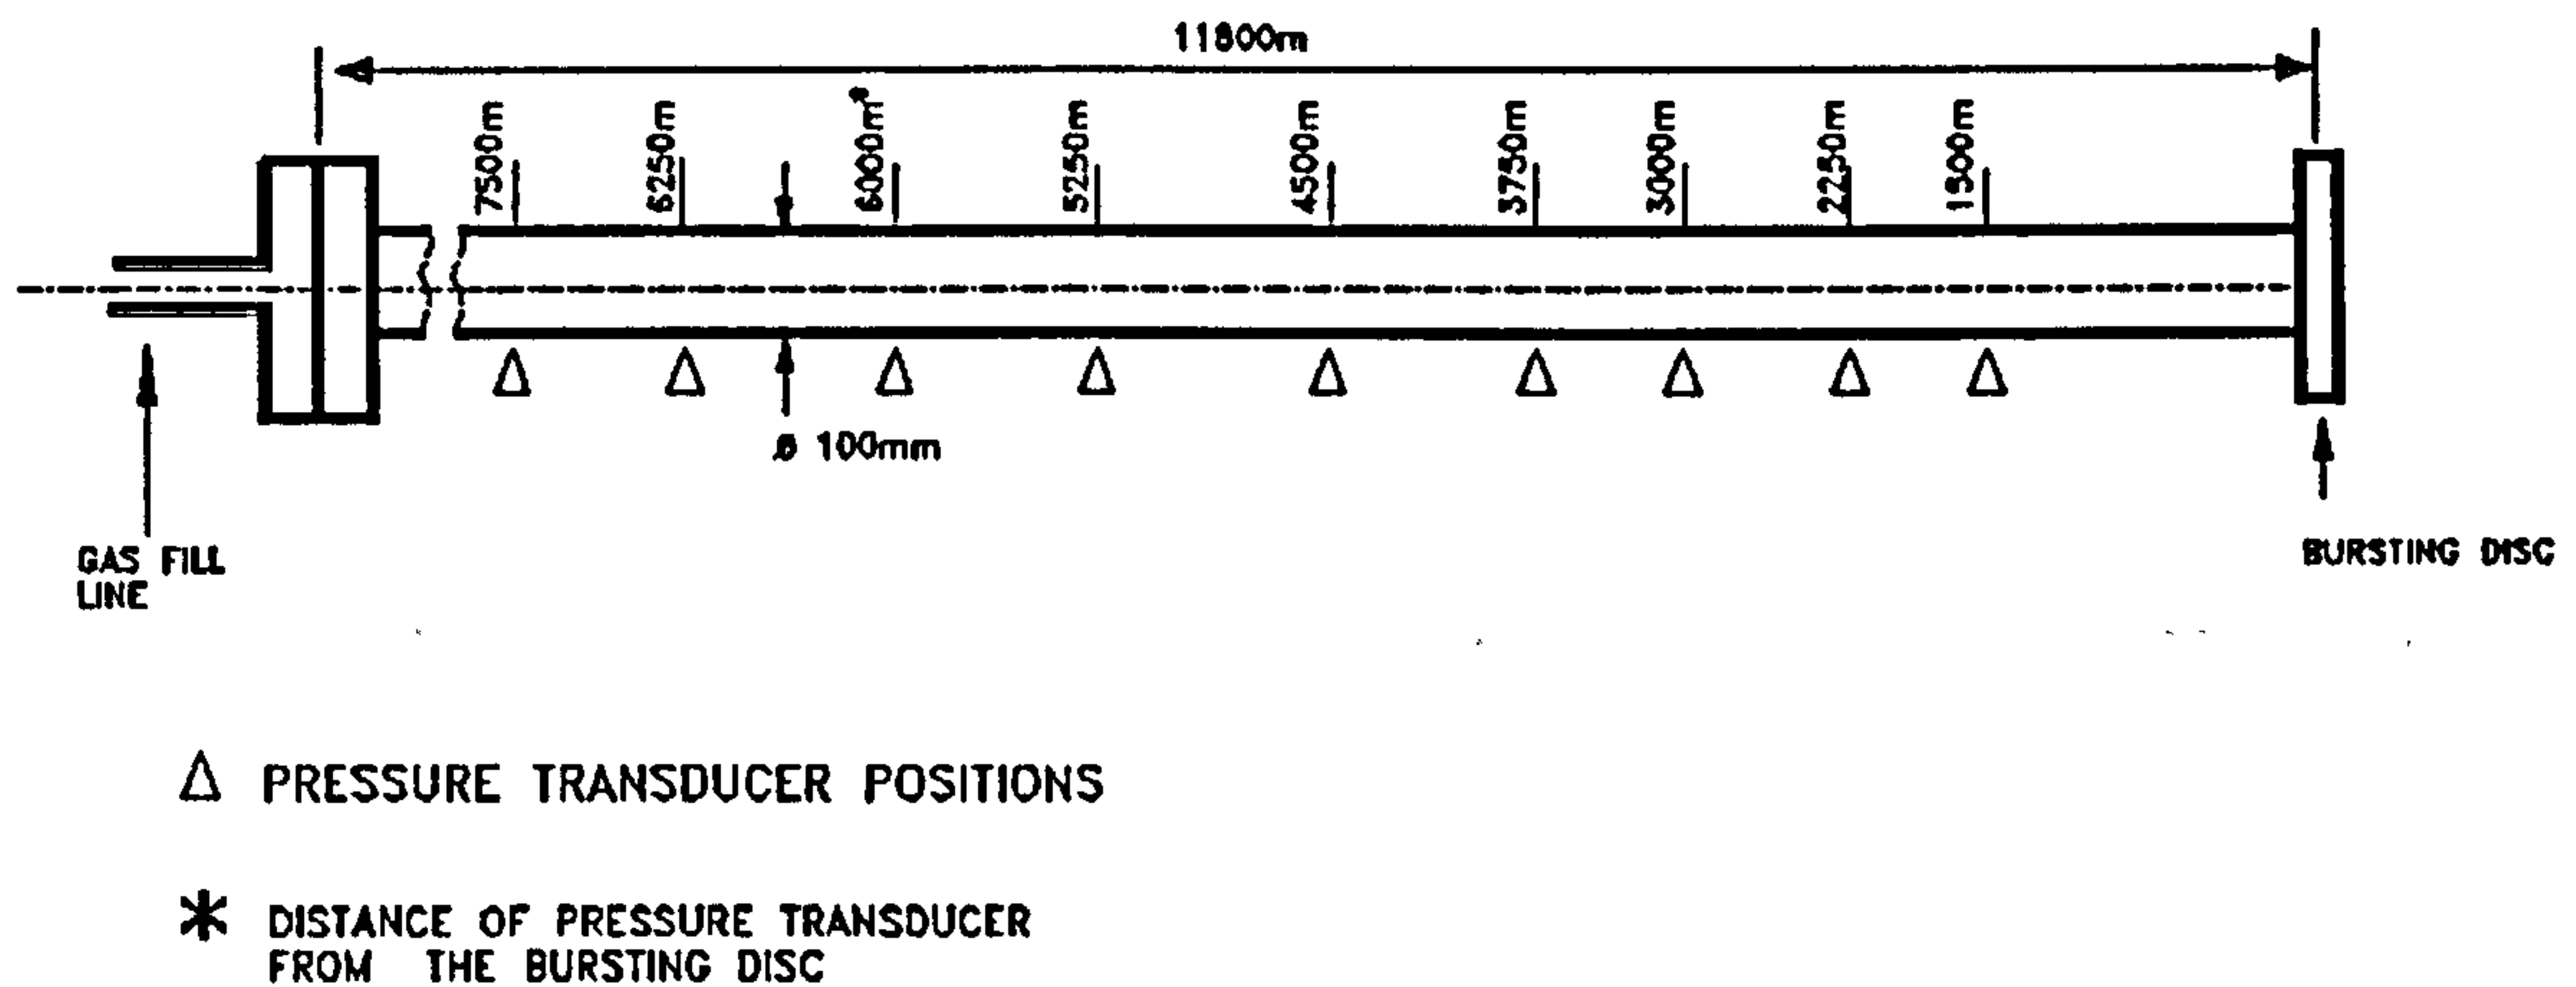 11800m
7500m
6250m
6000m*
5250m
4500m
3750m
3000m
2250m
1500m
ø 100mm
GAS FILL
LINE
BURSTING DISC
Δ PRESSURE TRANSDUCER POSITIONS
* DISTANCE OF PRESSURE TRANSDUCER
FROM THE BURSTING DISC